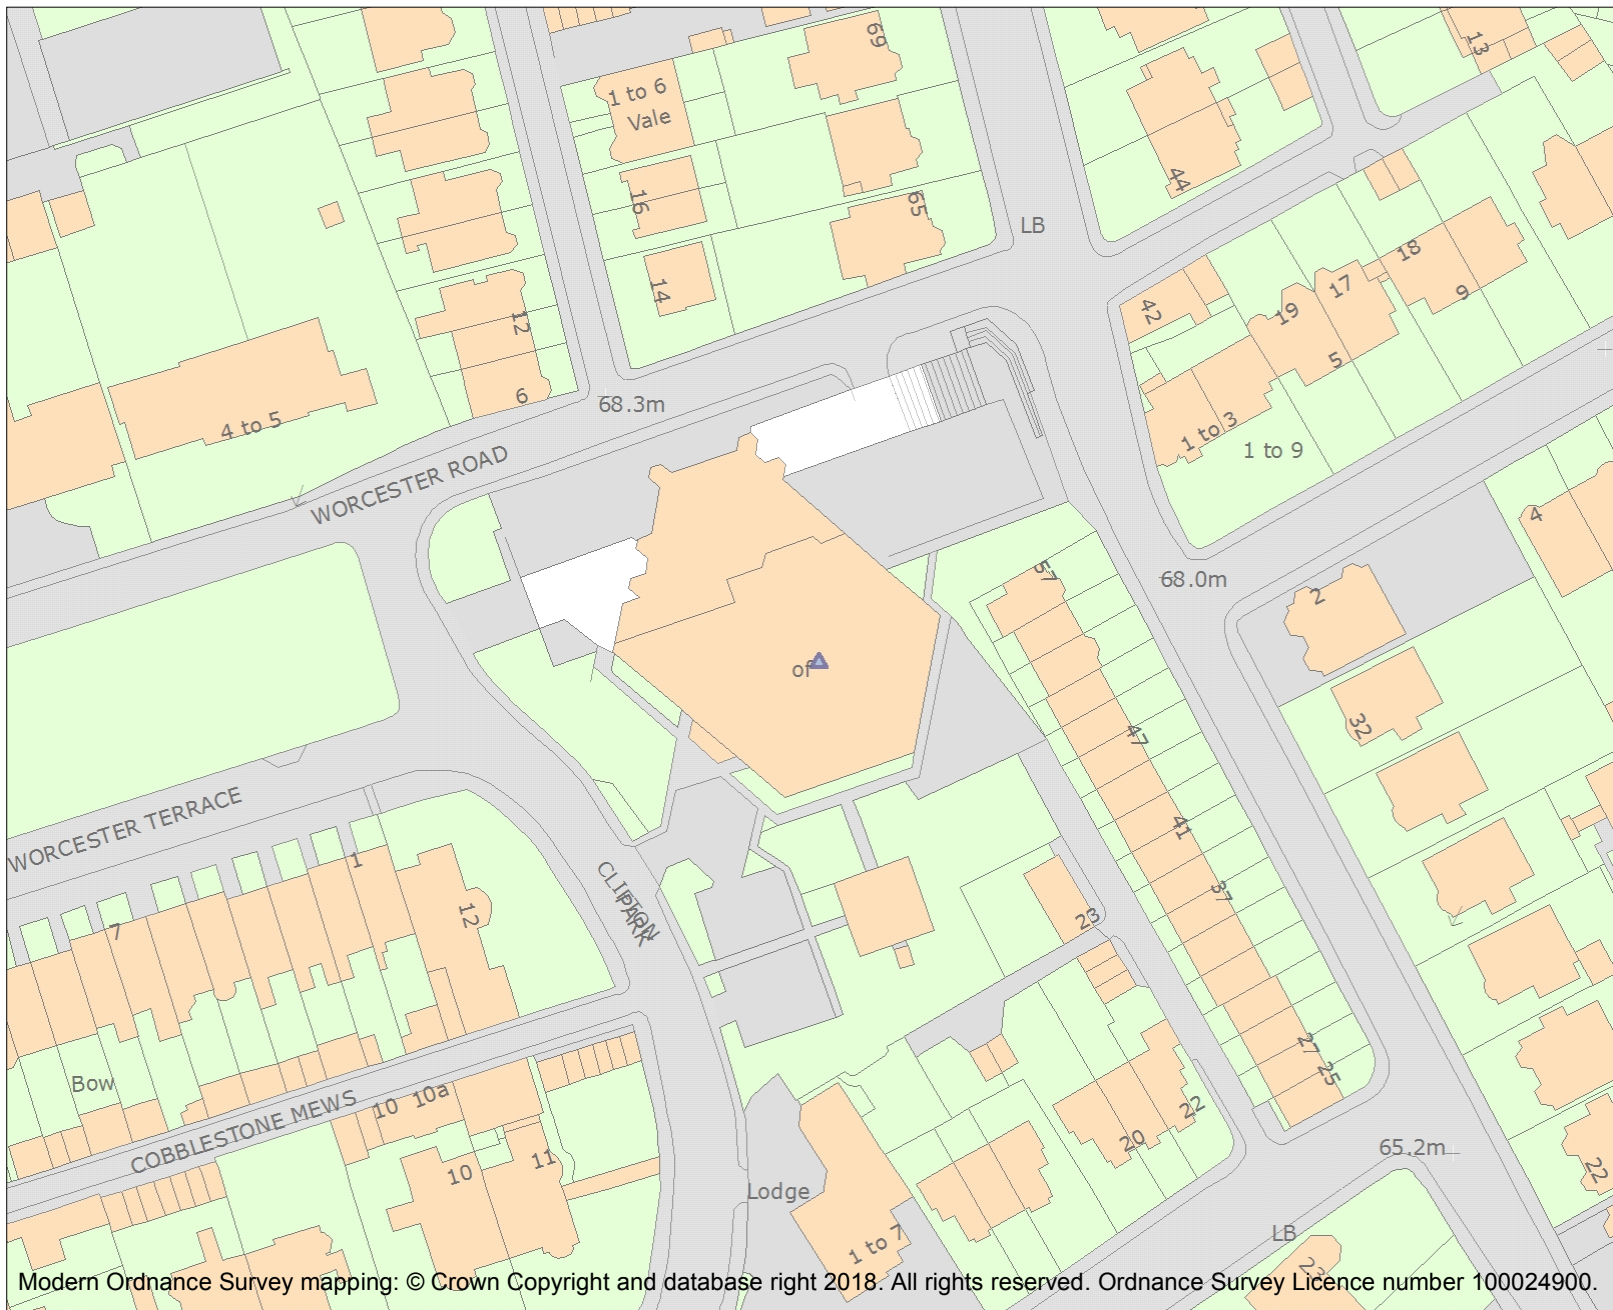 69
13
1 to 6
Vale
44
16
65
LB
14
12
42
18
17
9
19
5
6
68.3m
4 to 5
1 to 3
1 to 9
WORCESTER ROAD
4
57
68.0m
2
of
32
47
WORCESTER TERRACE
41
1
37
12
7
CLIFTON
PARK
23
27
25
Bow
10
10a
22
COBBLESTONE MEWS
20
65.2m
11
10
22
Lodge
LB
1 to 7
23
Modern Ordnance Survey mapping: © Crown Copyright and database right 2018. All rights reserved. Ordnance Survey Licence number 100024900.